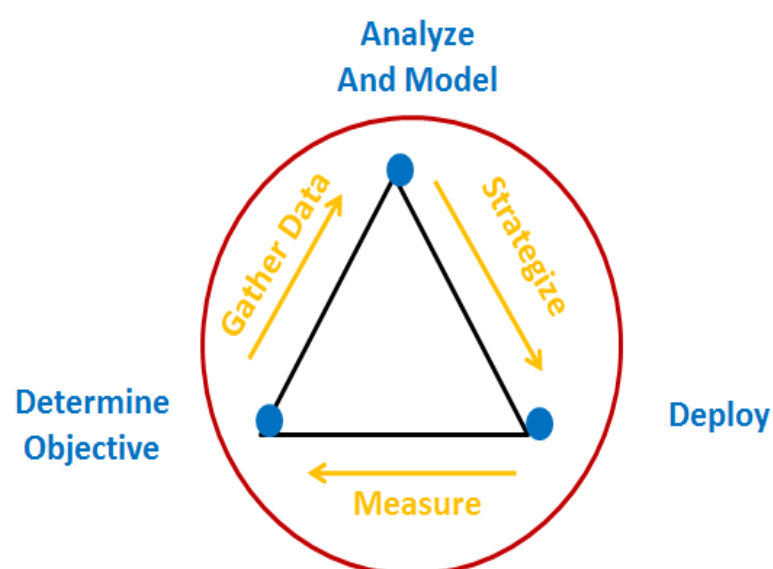 Analyze
And Model
Gather Data
Strategize
Determine
Objective
Deploy
Measure